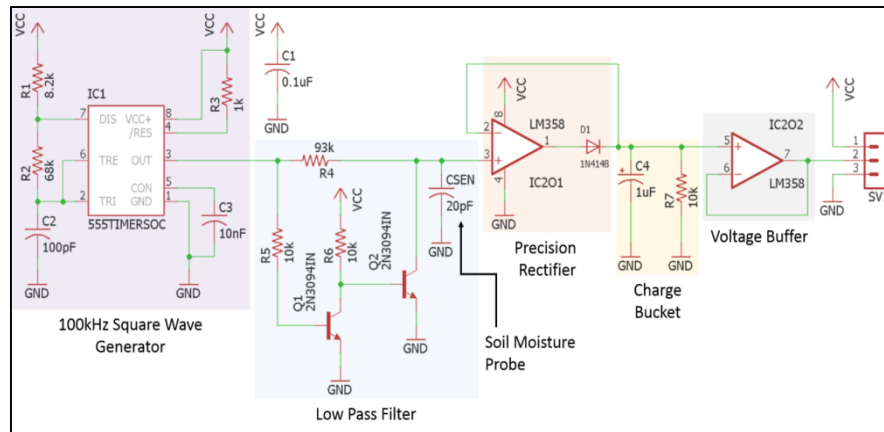 VCC
R1
8.2k
IC1
7
DIS
VCC+
8
/RES
4
VCC
R3
1k
R2
68k
6
TRE
OUT
3
2
TRI
CON
5
GND
1
555TIMERSOC
C2
100pF
GND
GND
C3
10nF
GND
100kHz Square Wave
Generator
VCC
C1
0.1uF
GND
93k
R4
VCC
R5
10k
R6
10k
Q1
2N3094IN
Q2
2N3094IN
GND
GND
CSEN
20pF
GND
Soil Moisture
Probe
Low Pass Filter
VCC
8
LM358
2
3
1
4
IC2O1
GND
D1
1N4148
Precision
Rectifier
C4
1uF
R7
10k
GND
GND
Charge
Bucket
IC2O2
5
6
7
LM358
Voltage Buffer
VCC
1
2
3
GND